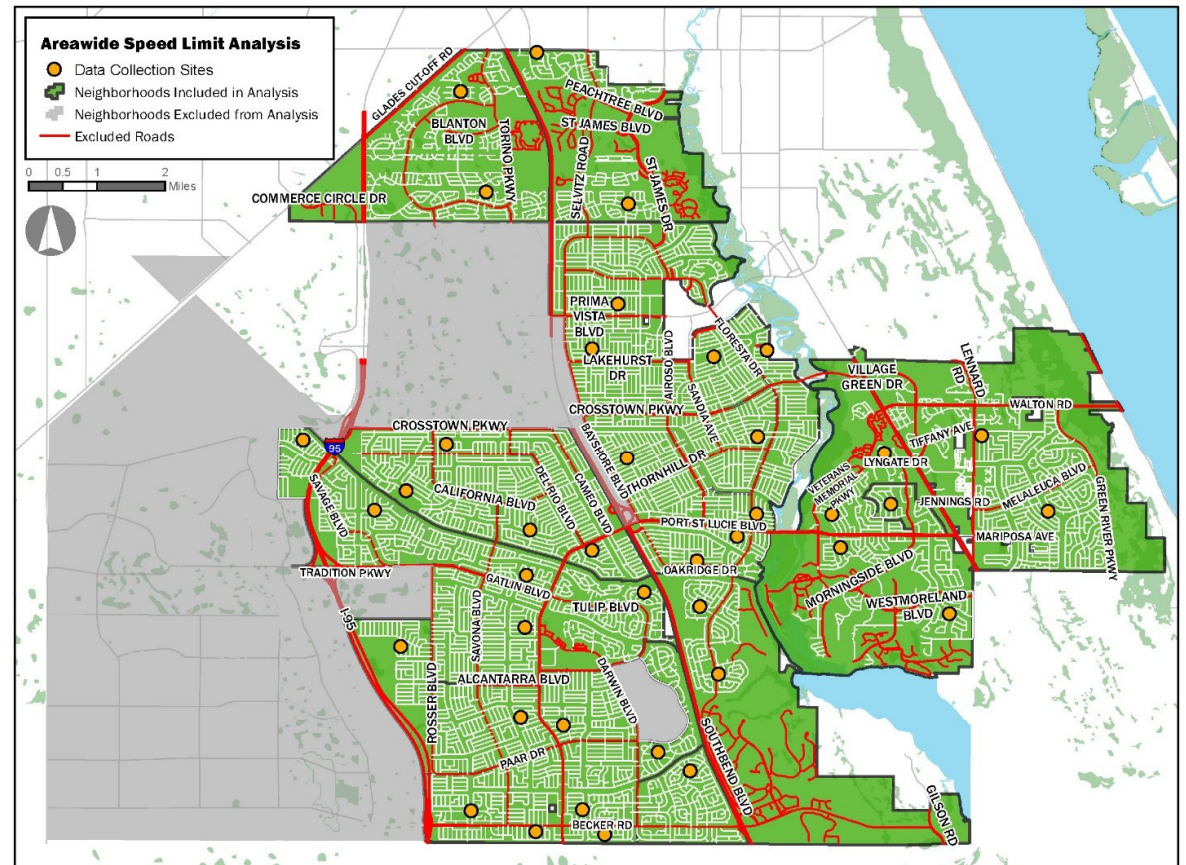 Areawide Speed Limit Analysis
Data Collection Sites
Neighborhoods Included in Analysis
Neighborhoods Excluded from Analysis
Excluded Roads
0 0.5 1 2
Miles
GLADES CUT-OFF RD
PEACHTREE BLVD
BLANTON
BLVD
TORINO PKWY
ST JAMES BLVD
SELVITZ ROAD
ST JAMES DR
COMMERCE CIRCLE DR
PRIMA
VISTA
BLVD
FLORESTA DR
AIROSO BLVD
LAKEHURST
DR
SANDIA AVE
VILLAGE
GREEN DR
LENNARD
RD
WALTON RD
CROSSTOWN PKWY
CROSSTOWN PKWY
TIFFANY AVE
95
BAYSHORE BLVD
THORNHILL DR
LYNGATE DR
SAVAGE BLVD
CALIFORNIA BLVD
DEL RIO BLVD
CAMEO BLVD
VETERANS
MEMORIAL
PKWY
JENNINGS RD
MELALEUCA BLVD
GREEN RIVER PKWY
PORT ST LUCIE BLVD
MARIPOSA AVE
TRADITION PKWY
GATLIN BLVD
OAKRIDGE DR
MORNINGSIDE BLVD
I-95
SAVONA BLVD
TULIP BLVD
WESTMORELAND
BLVD
ROSSER BLVD
ALCANTARRA BLVD
DARWIN BLVD
PAAR DR
SOUTHBEND BLVD
BECKER RD
GILSON RD